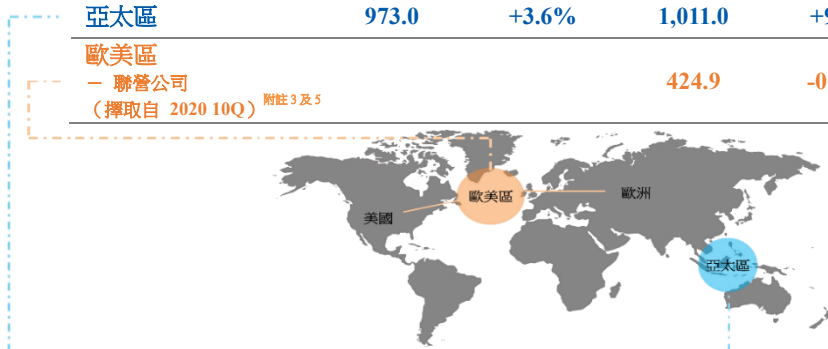 亞太區 973.0 +3.6% 1,011.0 +9
歐美區
－ 聯營公司 424.9 -0
（擇取自 2020 10Q）附註 3 及 5
歐美區 歐洲
美國
亞太區